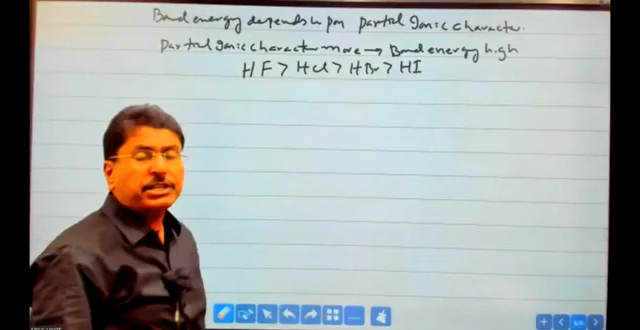 Bond energy depends upon partial Ionic character.
Partial Ionic character more → Bond energy high
HF > HCl > HBr > HI